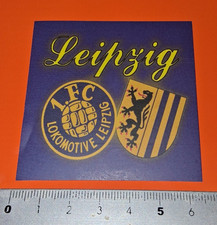 Leipzig
1.FC
LOKOMOTIVE LEIPZIG
0 1 2 3 4 5 6